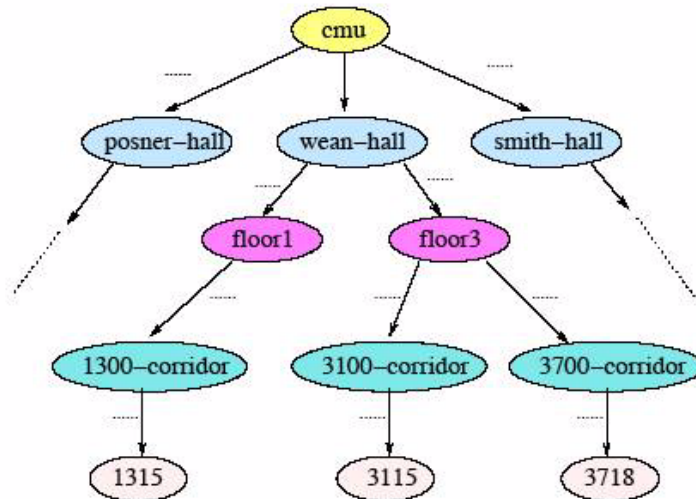 cmu
posner-hall
wean-hall
smith-hall
floor1
floor3
1300-corridor
3100-corridor
3700-corridor
1315
3115
3718